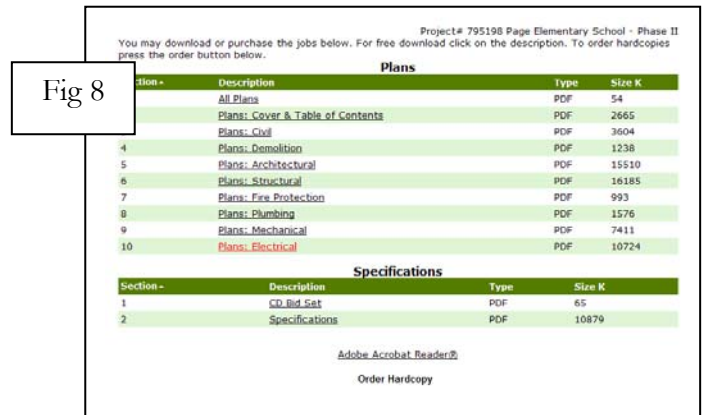 Project# 795198 Page Elementary School - Phase II
You may download or purchase the jobs below. For free download click on the description. To order hardcopies
press the order button below.
Plans
Fig 8
Description Type Size K
All Plans PDF 54
Plans: Cover & Table of Contents PDF 2665
Plans: Civil PDF 3604
4 Plans: Demolition PDF 1238
5 Plans: Architectural PDF 15510
6 Plans: Structural PDF 16185
7 Plans: Fire Protection PDF 993
8 Plans: Plumbing PDF 1576
9 Plans: Mechanical PDF 7411
10 Plans: Electrical PDF 10724
Specifications
Section Description Type Size K
1 CD Bid Set PDF 65
2 Specifications PDF 10879
Adobe Acrobat Reader®
Order Hardcopy